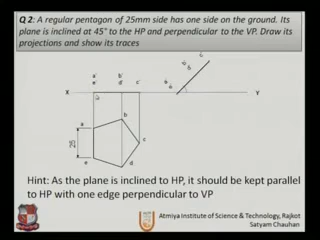 Q 2: A regular pentagon of 25mm side has one side on the ground. Its
plane is inclined at 45° to the HP and perpendicular to the VP. Draw its
projections and show its traces
a' b' c' c'
e' d'
X Y
a b
25 c
e d
Hint: As the plane is inclined to HP, it should be kept parallel
to HP with one edge perpendicular to VP
Atmiya Institute of Science & Technology, Rajkot
Satyam Chauhan